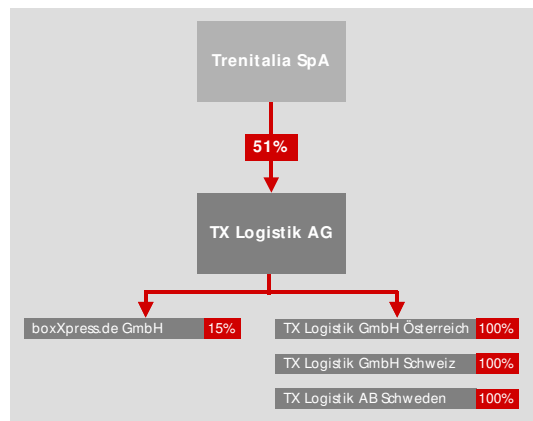 Trenitalia SpA
51%
TX Logistik AG
boxXpress.de GmbH 15%
TX Logistik GmbH Österreich 100%
TX Logistik GmbH Schweiz 100%
TX Logistik AB Schweden 100%